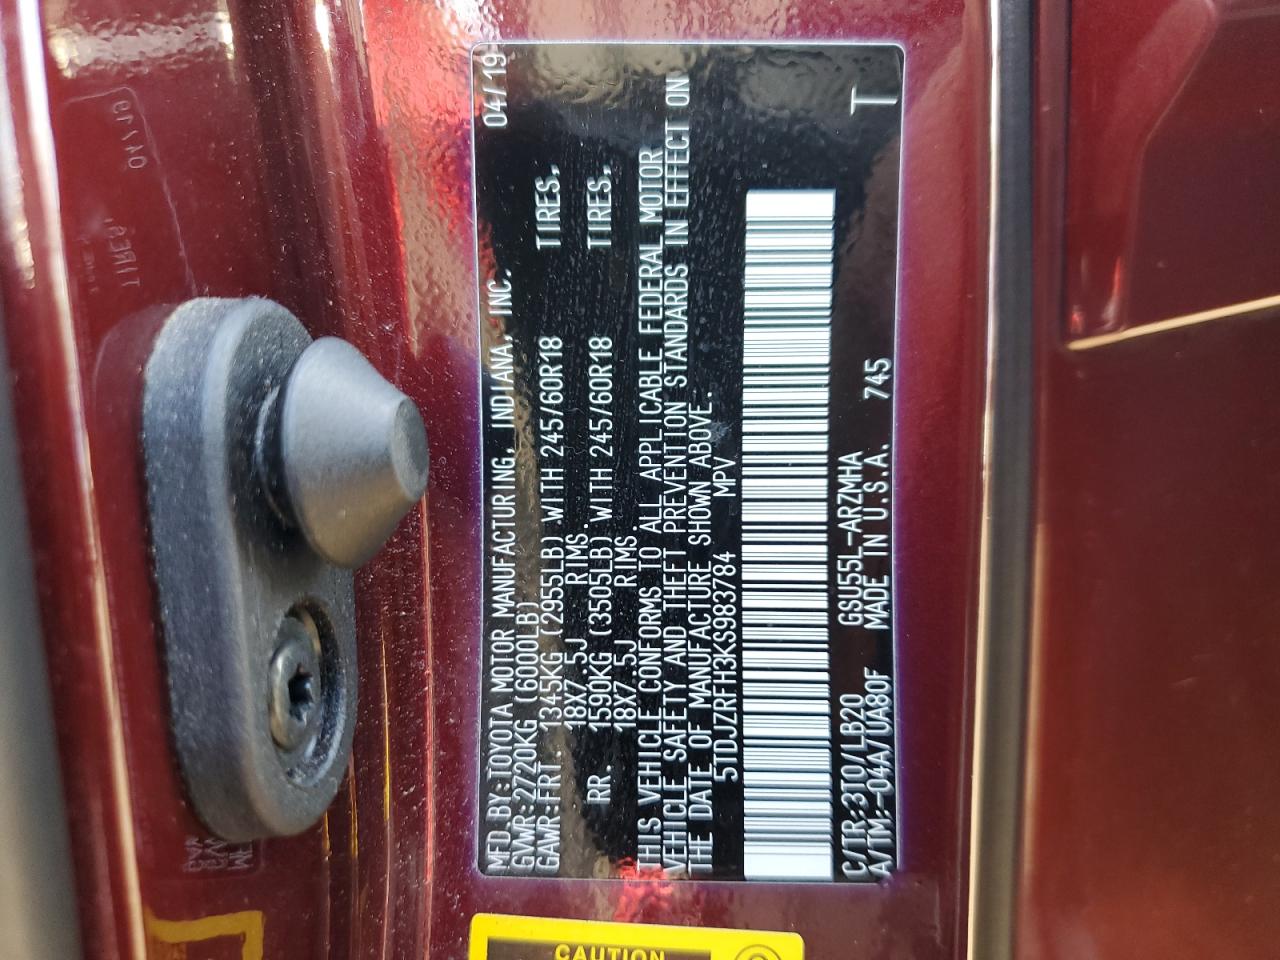 MFD.BY:TOYOTA MOTOR MANUFACTURING, INDIANA, INC. 04/19
GVWR:2720KG (6000LB)
GAWR:FRT. 1345KG (2955LB) WITH 245/60R18 TIRES,
18X7.5J RIMS.
RR. 1590KG (3505LB) WITH 245/60R18 TIRES,
18X7.5J RIMS.
THIS VEHICLE CONFORMS TO ALL APPLICABLE FEDERAL MOTOR
VEHICLE SAFETY AND THEFT PREVENTION STANDARDS IN EFFECT ON
THE DATE OF MANUFACTURE SHOWN ABOVE.
5TDJZRFH3KS983784 MPV
C/TR:3T0/LB20 GSU55L-ARZMHA T
A/TM:-04A/UA80F MADE IN U.S.A. 745
CAUTION